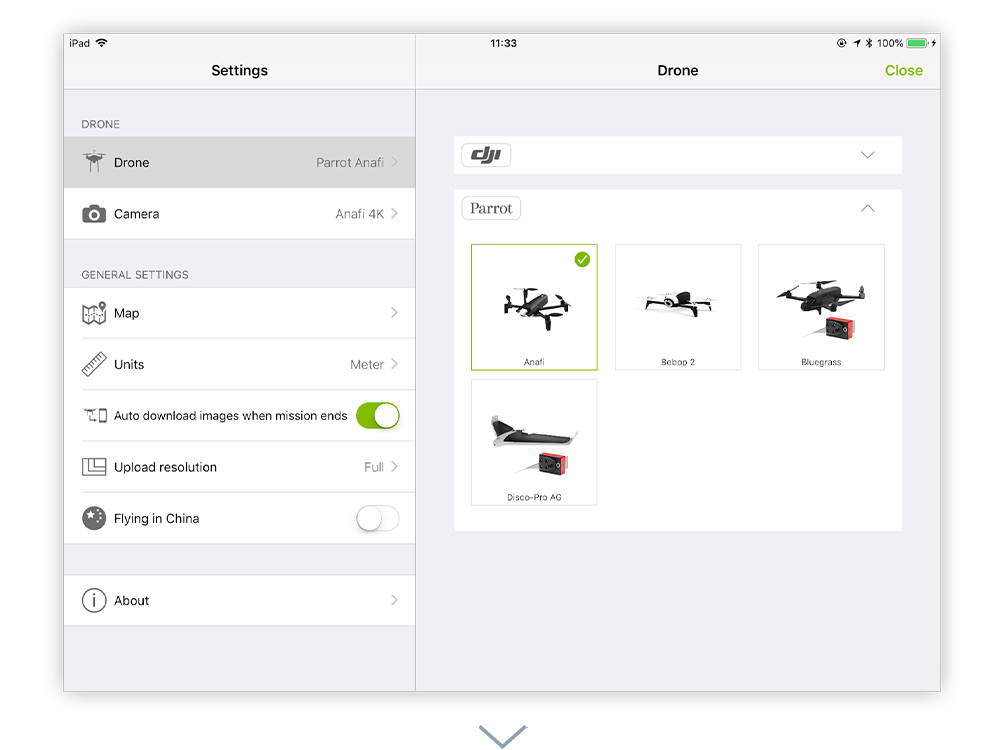 iPad
11:33
100%
Settings
Drone
Close
DRONE
Drone
Parrot Anafi
Camera
Anafi 4K
GENERAL SETTINGS
Map
Units
Meter
Auto download images when mission ends
Upload resolution
Full
Flying in China
About
dji
Parrot
Anafi
Bebop 2
Bluegrass
Disco-Pro AG